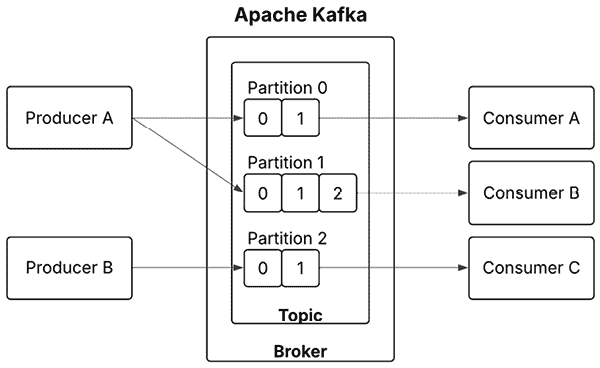 Apache Kafka
Partition 0
Producer A
0 1
Consumer A
Partition 1
0 1 2
Consumer B
Partition 2
Producer B
0 1
Consumer C
Topic
Broker